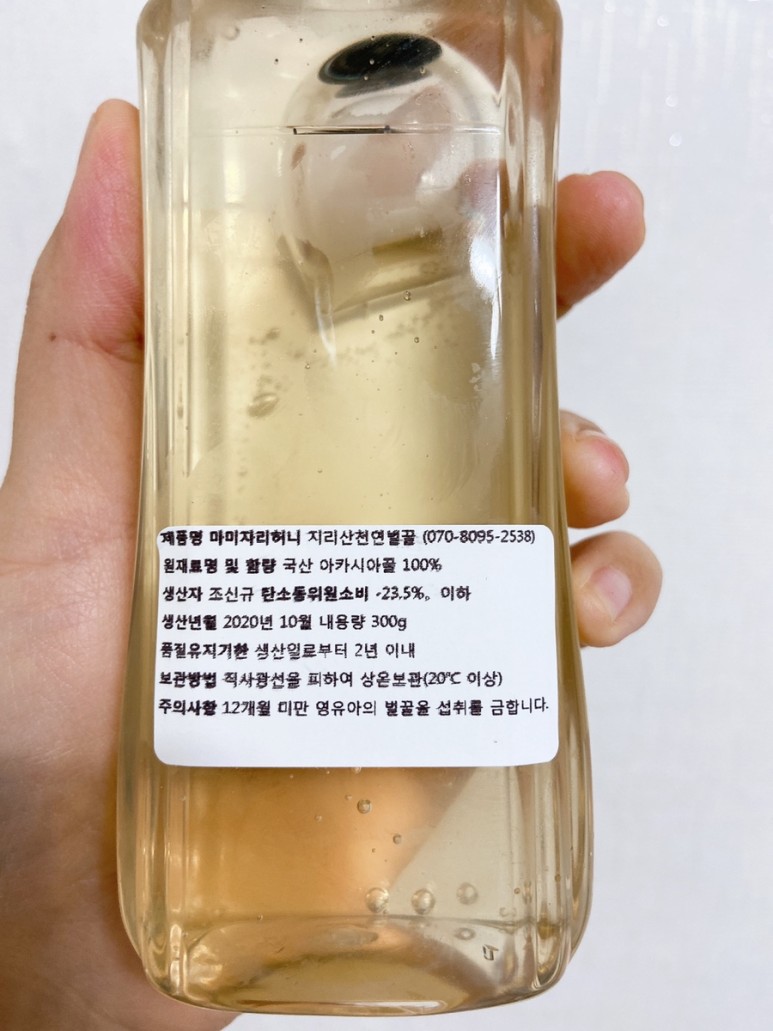 제품명 마미자리허니 지리산천연벌꿀 (070-8095-2538)
원재료명 및 함량 국산 아카시아꿀 100%
생산자 조신규 탄소동위원소비 -23.5‰ 이하
생산년월 2020년 10월 내용량 300g
품질유지기한 생산일로부터 2년 이내
보관방법 직사광선을 피하여 상온보관(20℃ 이상)
주의사항 12개월 미만 영유아의 벌꿀을 섭취를 금합니다.